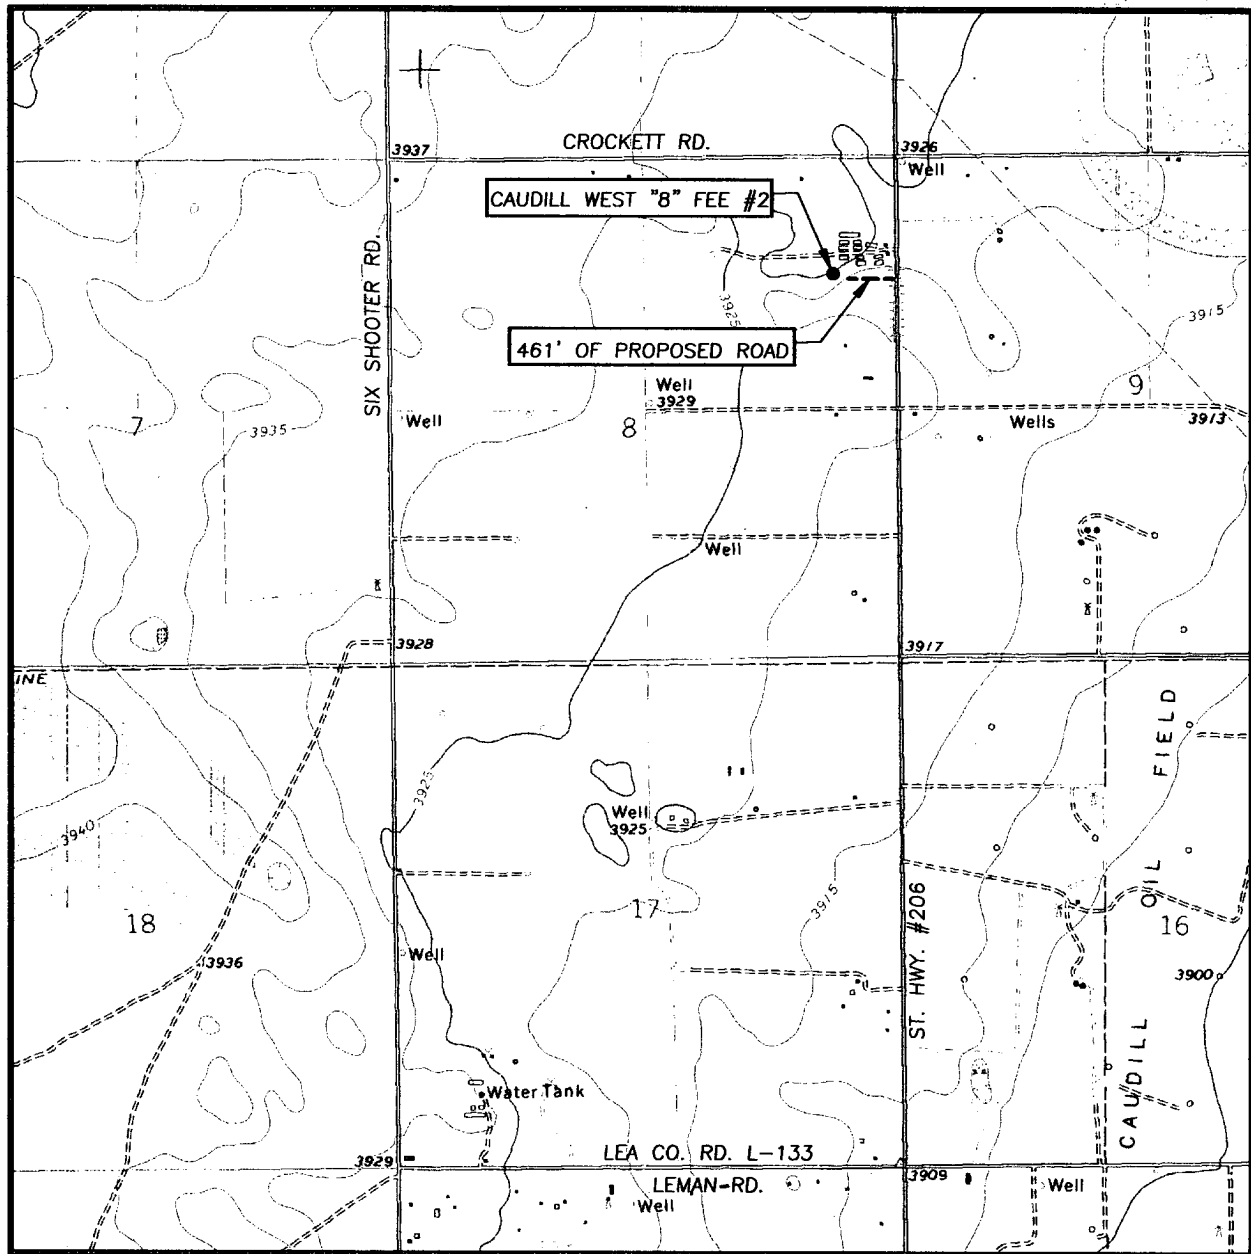 CROCKETT RD.
3937
3926
Well
CAUDILL WEST "8" FEE #2
SIX SHOOTER RD.
3925
3915
461' OF PROPOSED ROAD
Well
3929
9
7
3935
Well
8
Wells
3913
Well
3928
3917
INE
CAUDILL OIL FIELD
3925
Well
3925
3940
3915
18
17
ST. HWY. #206
16
3936
Well
3900
Water Tank
LEA CO. RD. L-133
3929
3909
LEMAN-RD.
Well
Well